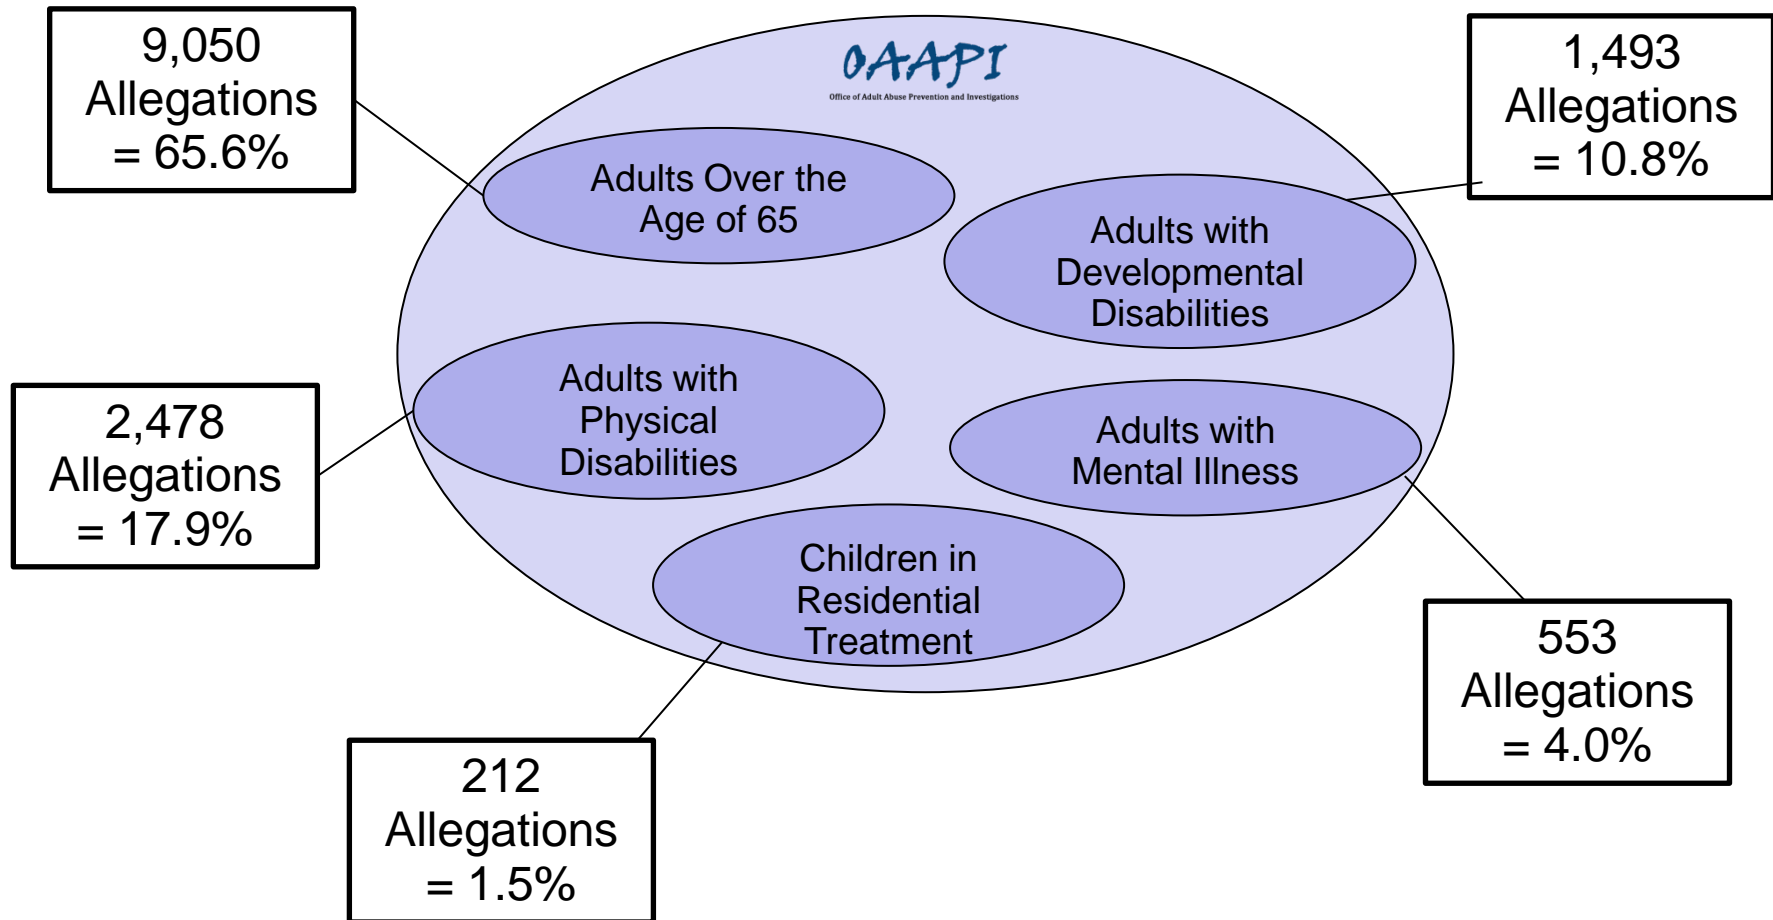 9,050
Allegations
= 65.6%
OAAPI
Office of Adult Abuse Prevention and Investigations
1,493
Allegations
= 10.8%
Adults Over the
Age of 65
Adults with
Developmental
Disabilities
2,478
Allegations
= 17.9%
Adults with
Physical
Disabilities
Adults with
Mental Illness
Children in
Residential
Treatment
553
Allegations
= 4.0%
212
Allegations
= 1.5%